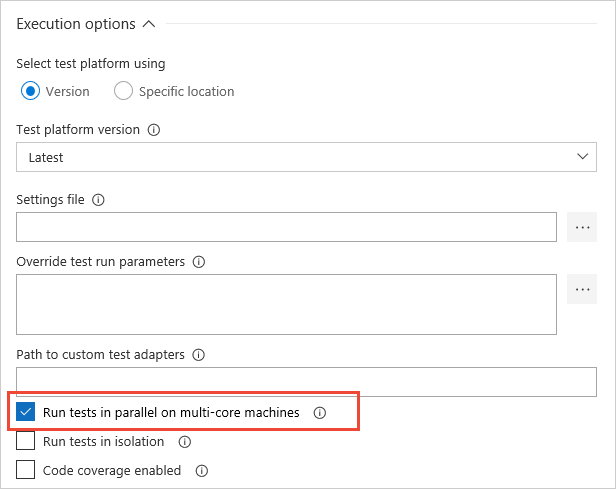 Execution options
Select test platform using
Version Specific location
Test platform version
Latest
Settings file
...
Override test run parameters
...
Path to custom test adapters
Run tests in parallel on multi-core machines
Run tests in isolation
Code coverage enabled